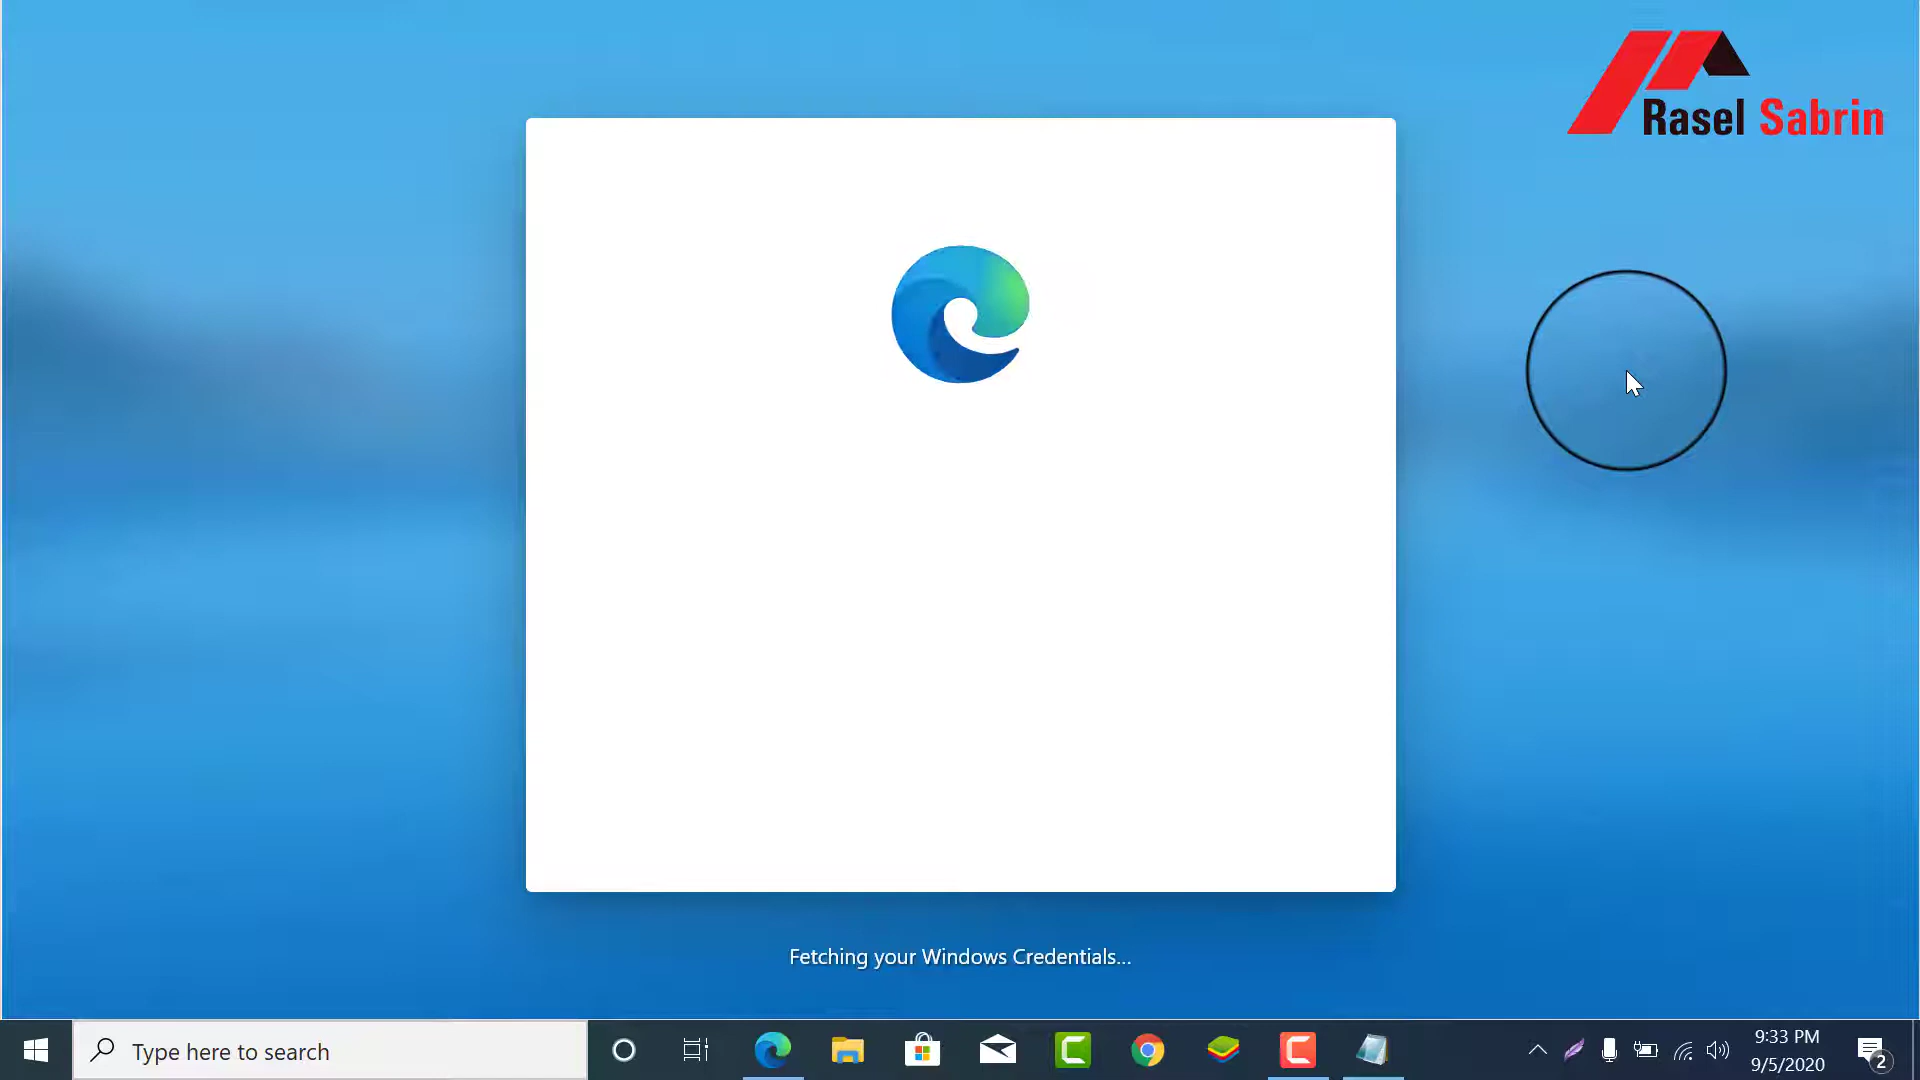 Rasel Sabrin
Fetching your Windows Credentials...
Type here to search
9:33 PM
9/5/2020
2